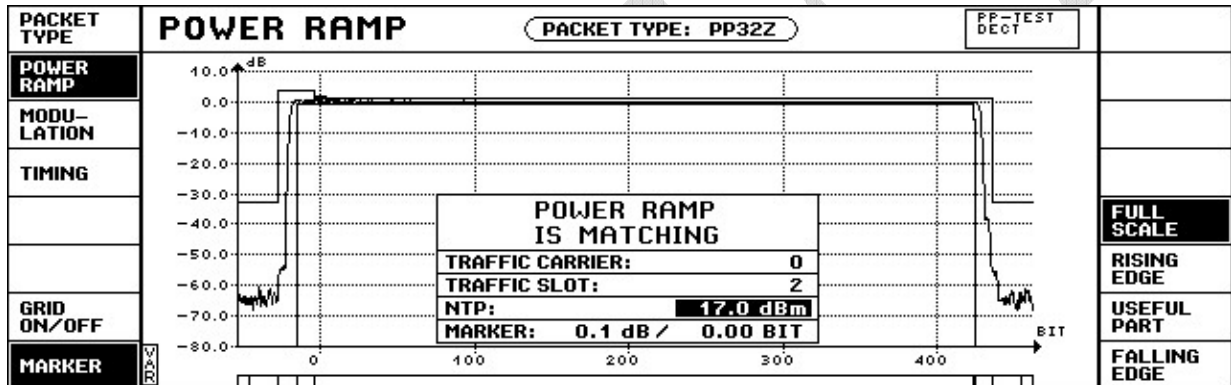 PACKET
TYPE
POWER
RAMP
MODU-
LATION
TIMING
GRID
ON/OFF
MARKER
POWER RAMP
PACKET TYPE: PP32Z
PP-TEST
DECT
dB
10.0
0.0
-10.0
-20.0
-30.0
-40.0
-50.0
-60.0
-70.0
-80.0
POWER RAMP
IS MATCHING
TRAFFIC CARRIER: 0
TRAFFIC SLOT: 2
NTP: 17.0 dBm
MARKER: 0.1 dB / 0.00 BIT
BIT
0 100 200 300 400
VAR
FULL
SCALE
RISING
EDGE
USEFUL
PART
FALLING
EDGE